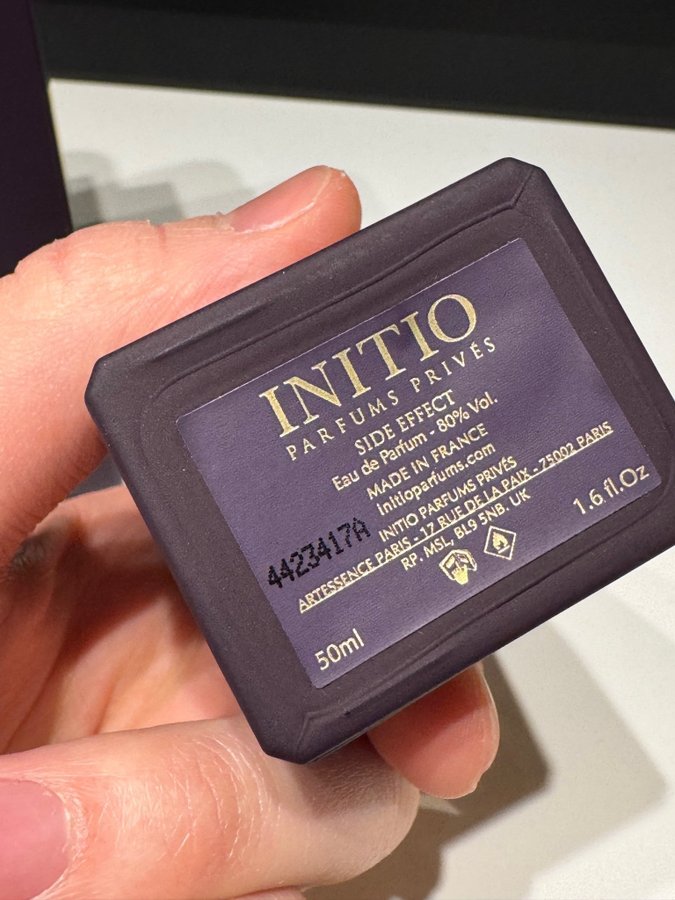 INITIO
PARFUMS PRIVÉS
SIDE EFFECT
Eau de Parfum - 80% Vol.
MADE IN FRANCE
initioparfums.com
INITIO PARFUMS PRIVÉS
ARTESSENCE PARIS - 17 RUE DE LA PAIX - 75002 PARIS
RP. MSL, BL9 5NB. UK
4423417A
50ml
1.6 fl.Oz